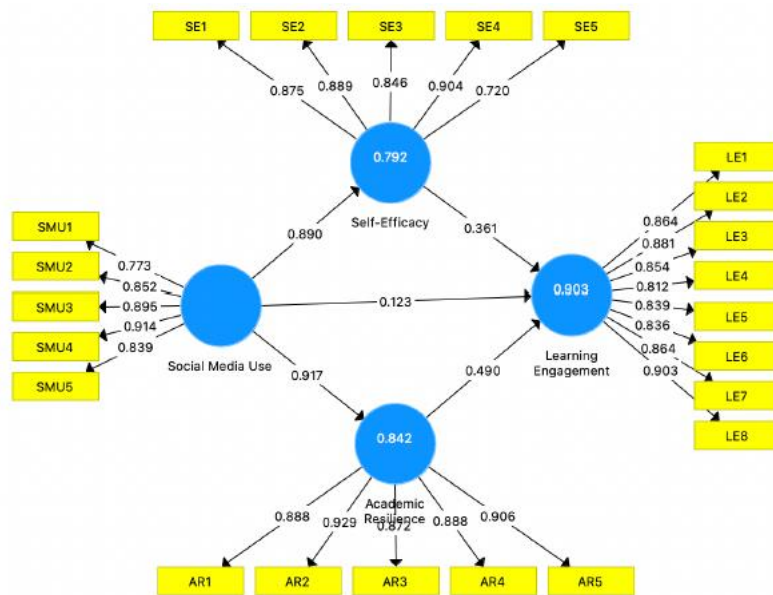 SE1 SE2 SE3 SE4 SE5
0.875 0.889 0.846 0.904 0.720
0.792
Self-Efficacy
SMU1
SMU2
SMU3
SMU4
SMU5
0.773
0.852
0.895
0.914
0.839
Social Media Use
0.890
0.361
0.123
0.917
0.490
0.903
Learning
Engagement
0.864
0.881
0.854
0.812
0.839
0.836
0.864
0.903
LE1
LE2
LE3
LE4
LE5
LE6
LE7
LE8
0.842
Academic
Resilience
0.888 0.929 0.872 0.888 0.906
AR1 AR2 AR3 AR4 AR5